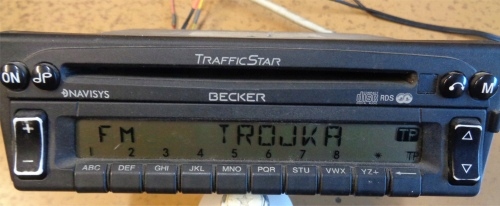 TRAFFICSTAR
ON JP M
NAVISYS BECKER RDS
+ FM TROJKA TP
1 2 3 4 5 6 7 8 * TP
-
ABC DEF GHI JKL MNO PQR STU VWX YZ+